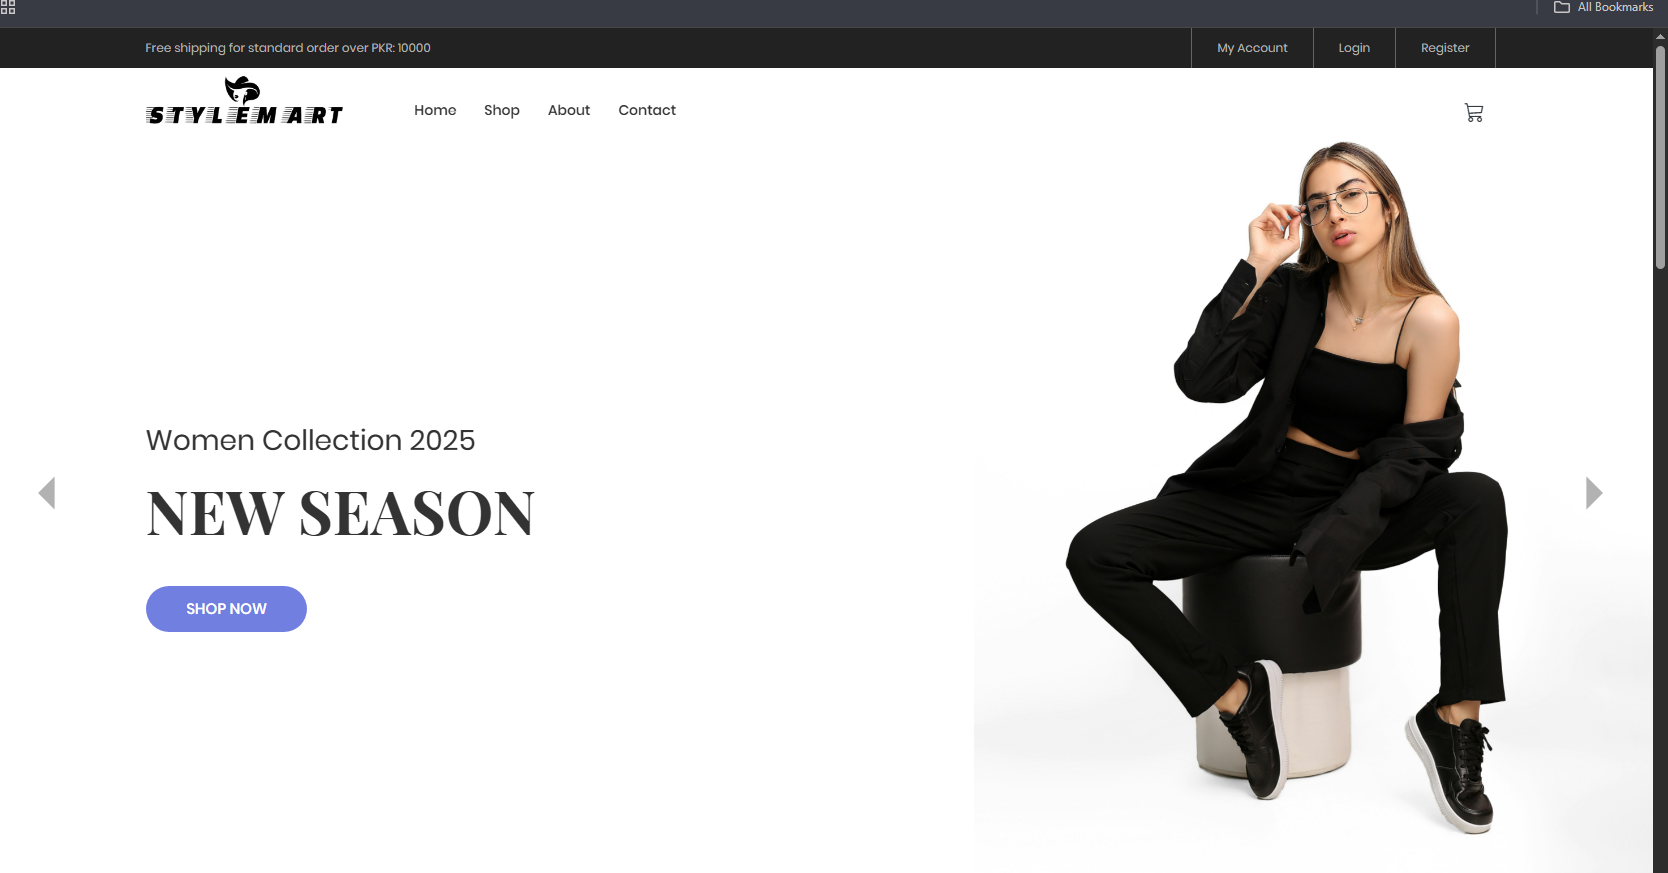 All Bookmarks
Free shipping for standard order over PKR: 10000
My Account
Login
Register
STYLEMART
Home
Shop
About
Contact
Women Collection 2025
NEW SEASON
SHOP NOW